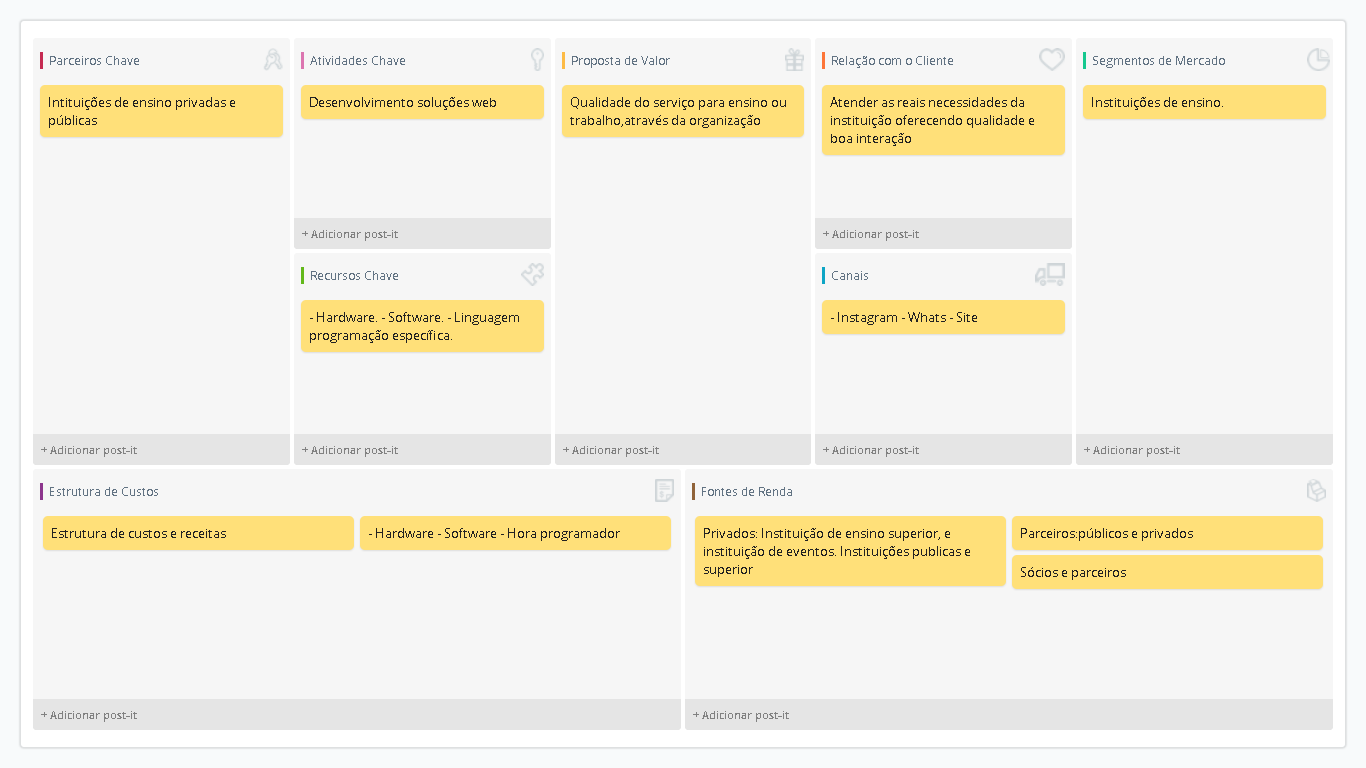 Parceiros Chave
Intituições de ensino privadas e
públicas
+ Adicionar post-it
Atividades Chave
Desenvolvimento soluções web
+ Adicionar post-it
Recursos Chave
- Hardware. - Software. - Linguagem
programação específica.
+ Adicionar post-it
Proposta de Valor
Qualidade do serviço para ensino ou
trabalho,através da organização
+ Adicionar post-it
Relação com o Cliente
Atender as reais necessidades da
instituição oferecendo qualidade e
boa interação
+ Adicionar post-it
Canais
- Instagram - Whats - Site
+ Adicionar post-it
Segmentos de Mercado
Instituições de ensino.
+ Adicionar post-it
Estrutura de Custos
Estrutura de custos e receitas
- Hardware - Software - Hora programador
+ Adicionar post-it
Fontes de Renda
Privados: Instituição de ensino superior, e
instituição de eventos. Instituições publicas e
superior
Parceiros:públicos e privados
Sócios e parceiros
+ Adicionar post-it